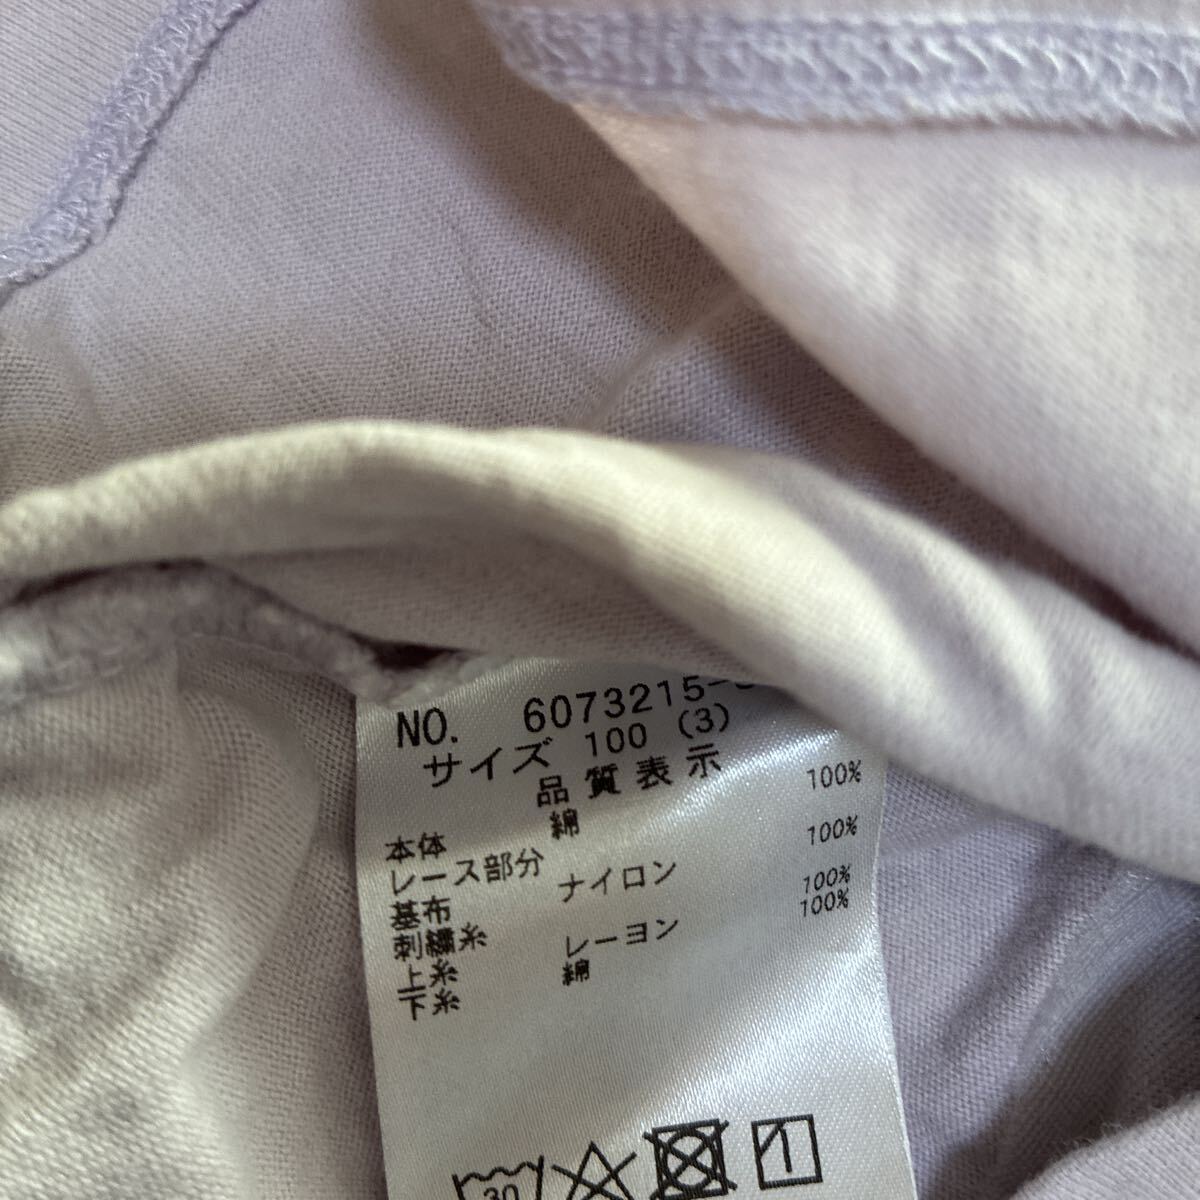 NO. 6073215-
サイズ 100 (3)
品質表示
本体 綿 100%
レース部分
基布 ナイロン 100%
刺繍糸
上糸 レーヨン 100%
下糸 綿 100%
30